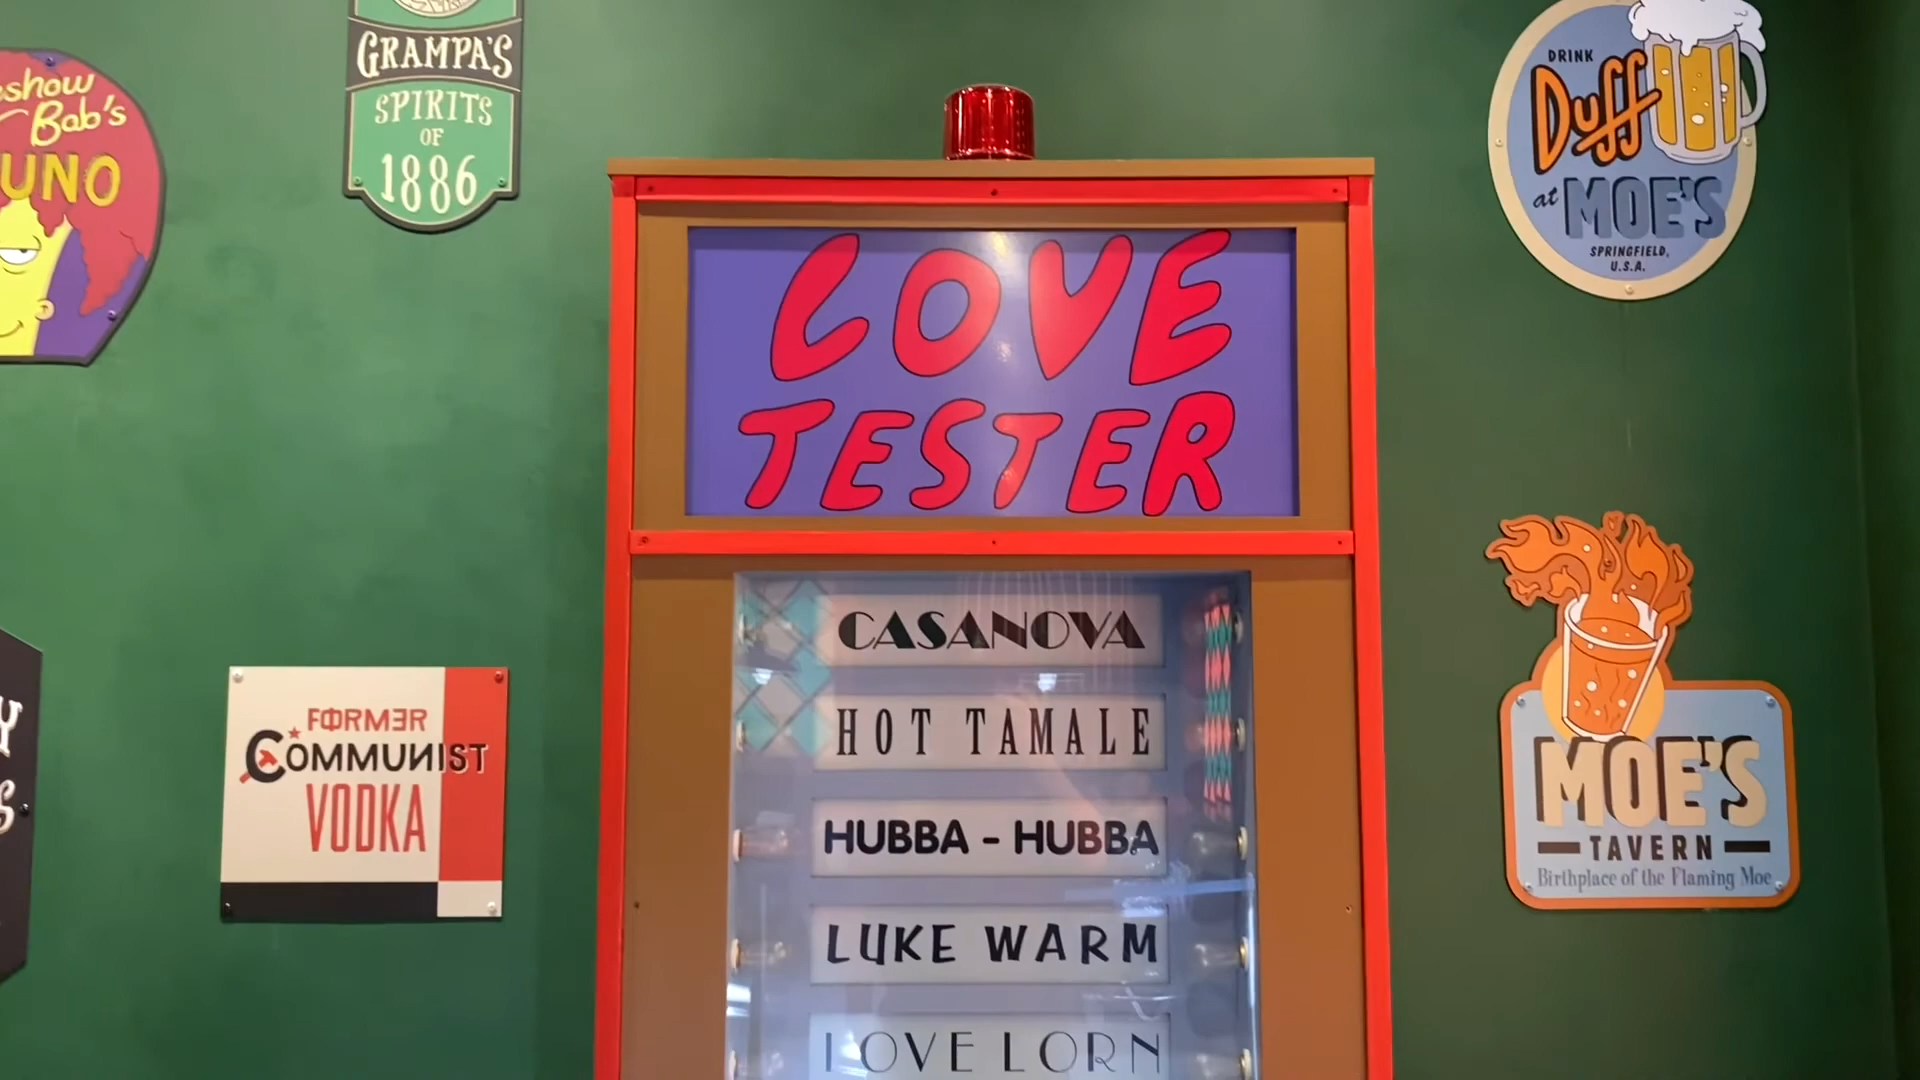 Bob's
UNO
GRAMPA'S
SPIRITS
OF
1886
DRINK
Duff
at MOE'S
SPRINGFIELD,
U.S.A.
LOVE
TESTER
CASANOVA
HOT TAMALE
HUBBA - HUBBA
LUKE WARM
LOVE LORN
FORMER
COMMUNIST
VODKA
MOE'S
TAVERN
Birthplace of the Flaming Moe